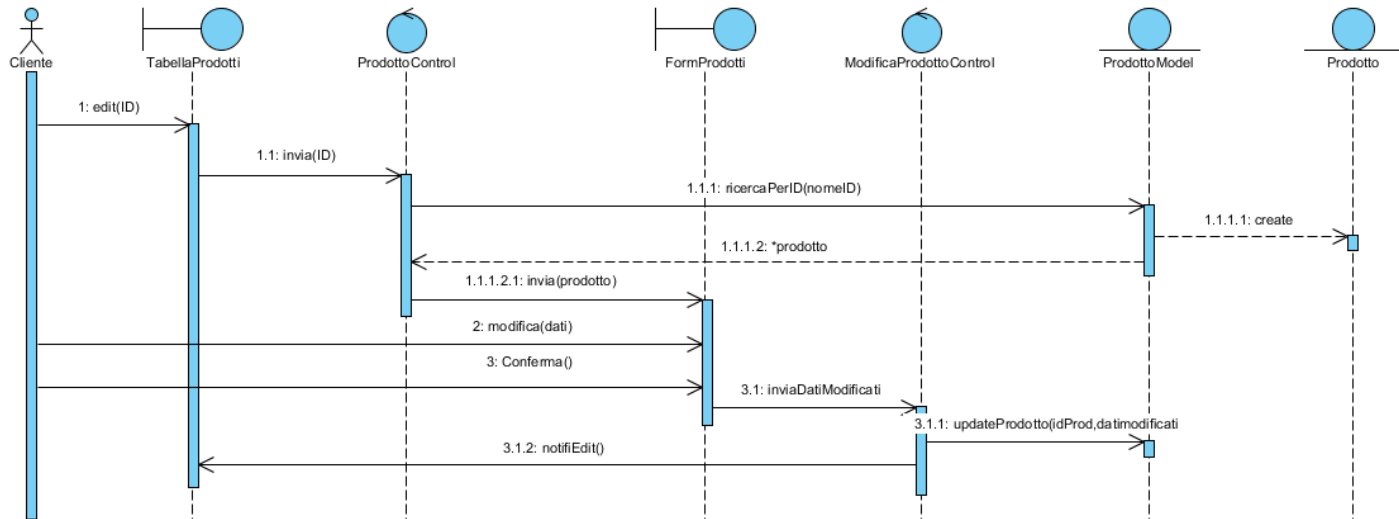 Cliente
TabellaProdotti
ProdottoControl
FormProdotti
ModificaProdottoControl
ProdottoModel
Prodotto
1: edit(ID)
1.1: invia(ID)
1.1.1: ricercaPerID(nomeID)
1.1.1.1: create
1.1.1.2: *prodotto
1.1.1.2.1: invia(prodotto)
2: modifica(dati)
3: Conferma()
3.1: inviaDatiModificati
3.1.1: updateProdotto(idProd,datimodificati
3.1.2: notifiEdit()